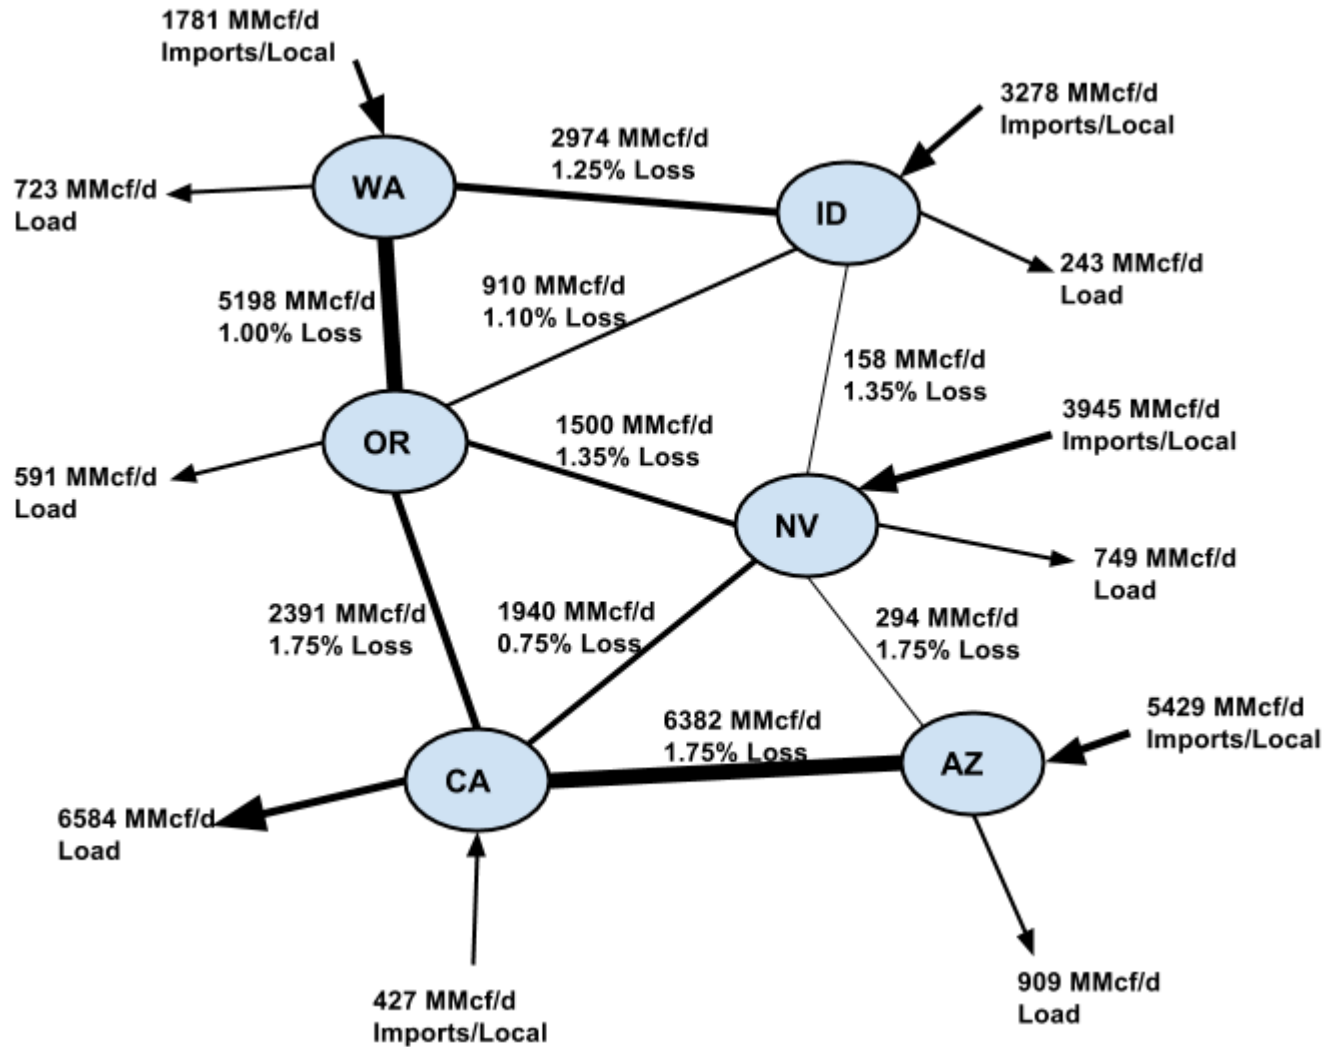 1781 MMcf/d
Imports/Local
3278 MMcf/d
Imports/Local
2974 MMcf/d
1.25% Loss
723 MMcf/d
Load
WA
ID
243 MMcf/d
Load
5198 MMcf/d
1.00% Loss
910 MMcf/d
1.10% Loss
158 MMcf/d
1.35% Loss
3945 MMcf/d
Imports/Local
1500 MMcf/d
1.35% Loss
OR
591 MMcf/d
Load
NV
749 MMcf/d
Load
2391 MMcf/d
1.75% Loss
1940 MMcf/d
0.75% Loss
294 MMcf/d
1.75% Loss
6382 MMcf/d
1.75% Loss
5429 MMcf/d
Imports/Local
CA
AZ
6584 MMcf/d
Load
427 MMcf/d
Imports/Local
909 MMcf/d
Load